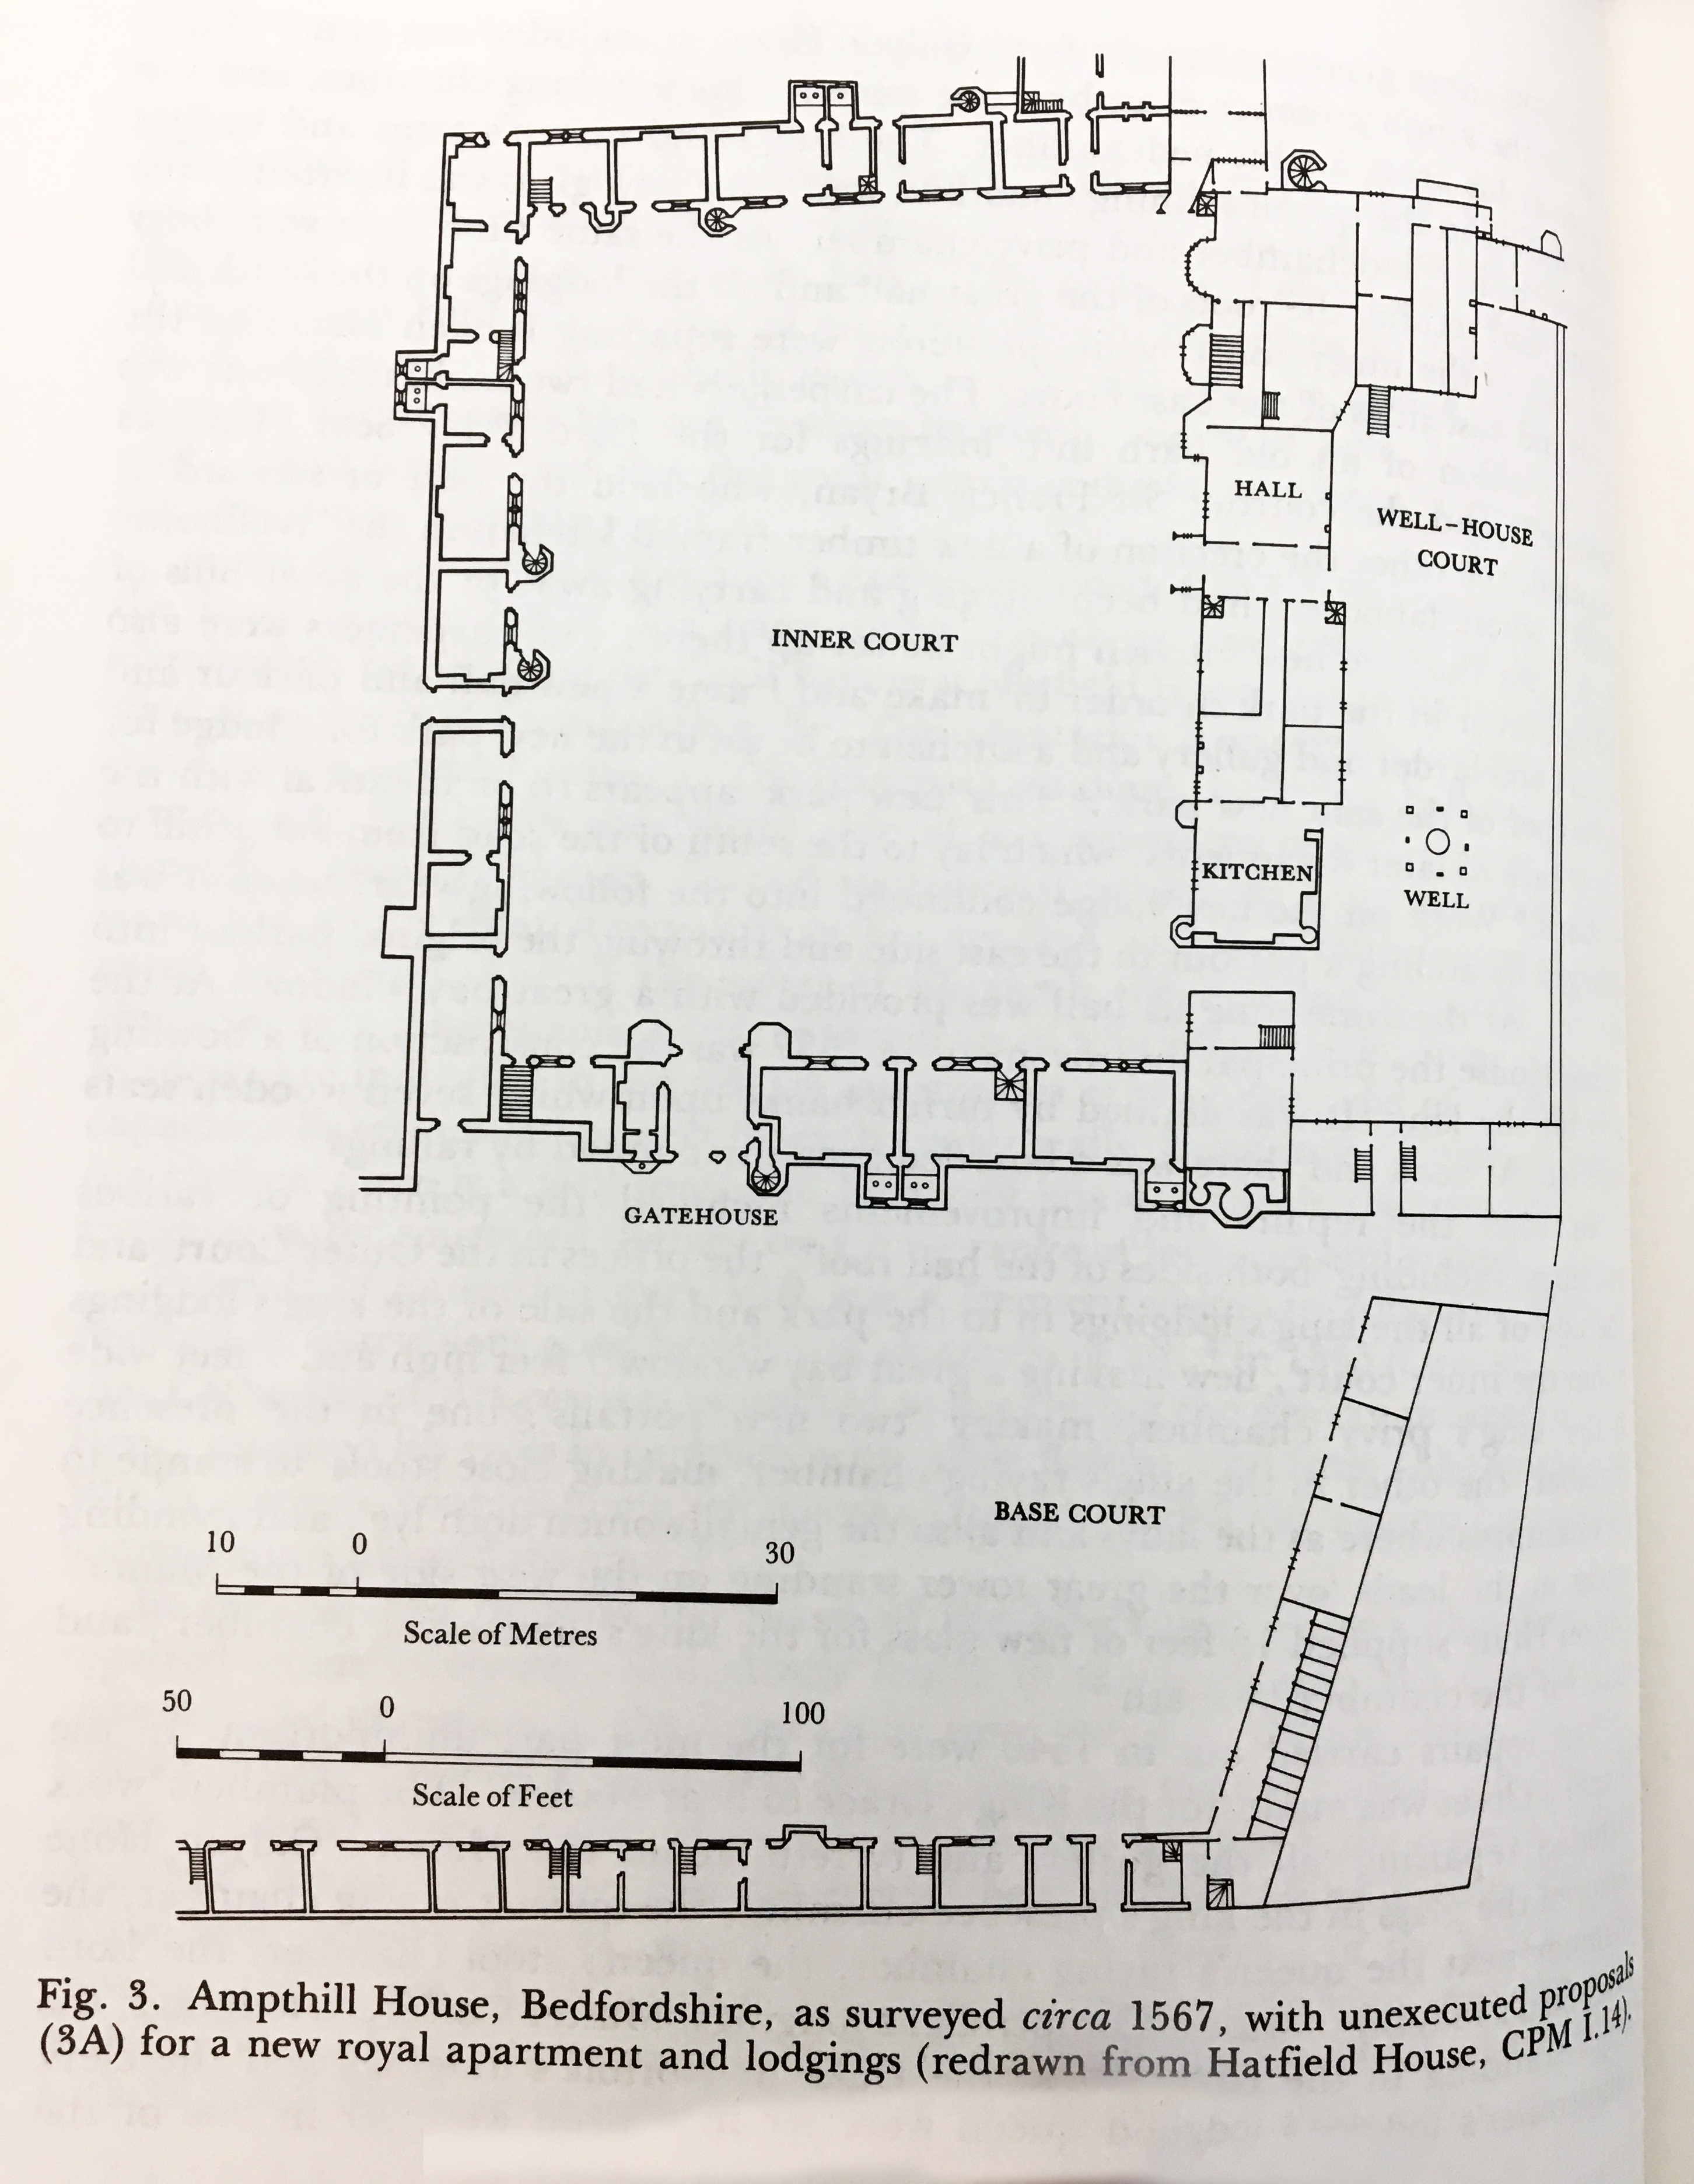 HALL
WELL-HOUSE
COURT
INNER COURT
KITCHEN
WELL
GATEHOUSE
BASE COURT
10 0 30
Scale of Metres
50 0 100
Scale of Feet
Fig. 3. Ampthill House, Bedfordshire, as surveyed circa 1567, with unexecuted proposals
(3A) for a new royal apartment and lodgings (redrawn from Hatfield House, CPM I.14).